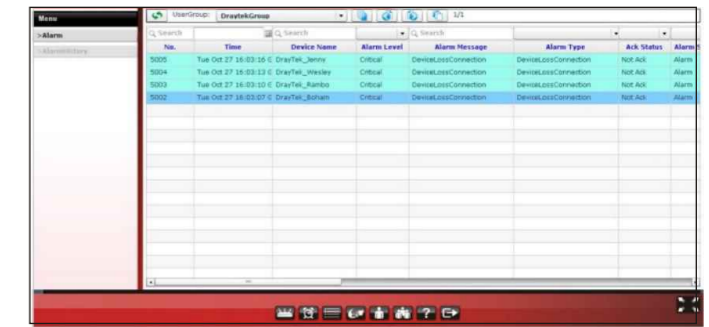 Menu
UserGroup: DraytekGroup 1/1
>Alarm
>AlarmHistory
Search Search Search
No. Time Device Name Alarm Level Alarm Message Alarm Type Ack Status Alarm S
5005 Tue Oct 27 16:03:16 C DrayTek_Jenny Critical DeviceLossConnection DeviceLossConnection Not Ack Alarm
5004 Tue Oct 27 16:03:13 C DrayTek_Wesley Critical DeviceLossConnection DeviceLossConnection Not Ack Alarm
5003 Tue Oct 27 16:03:10 C DrayTek_Rambo Critical DeviceLossConnection DeviceLossConnection Not Ack Alarm
5002 Tue Oct 27 16:03:07 C DrayTek_Boham Critical DeviceLossConnection DeviceLossConnection Not Ack Alarm